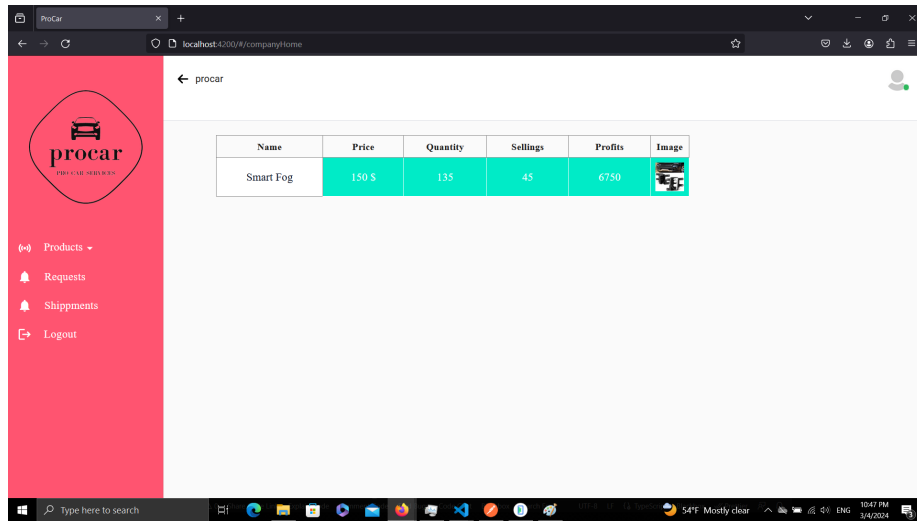 ProCar
localhost:4200/#/companyHome
procar
procar
PRO CAR SERVICES
Name Price Quantity Sellings Profits Image
Smart Fog 150 $ 135 45 6750
Products
Requests
Shippments
Logout
Type here to search
54°F Mostly clear
ENG
10:47 PM
3/4/2024